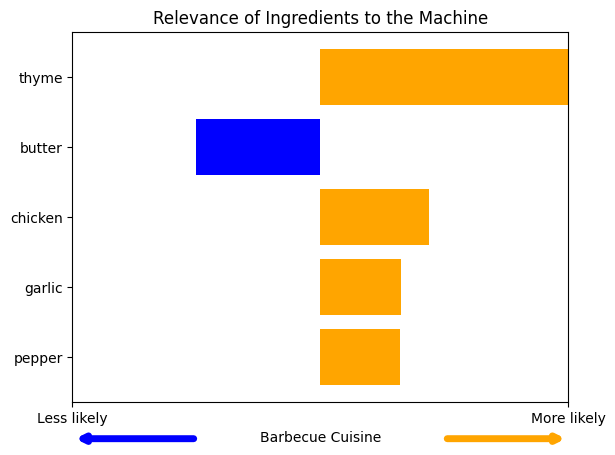 Relevance of Ingredients to the Machine
thyme
butter
chicken
garlic
pepper
Less likely
More likely
Barbecue Cuisine